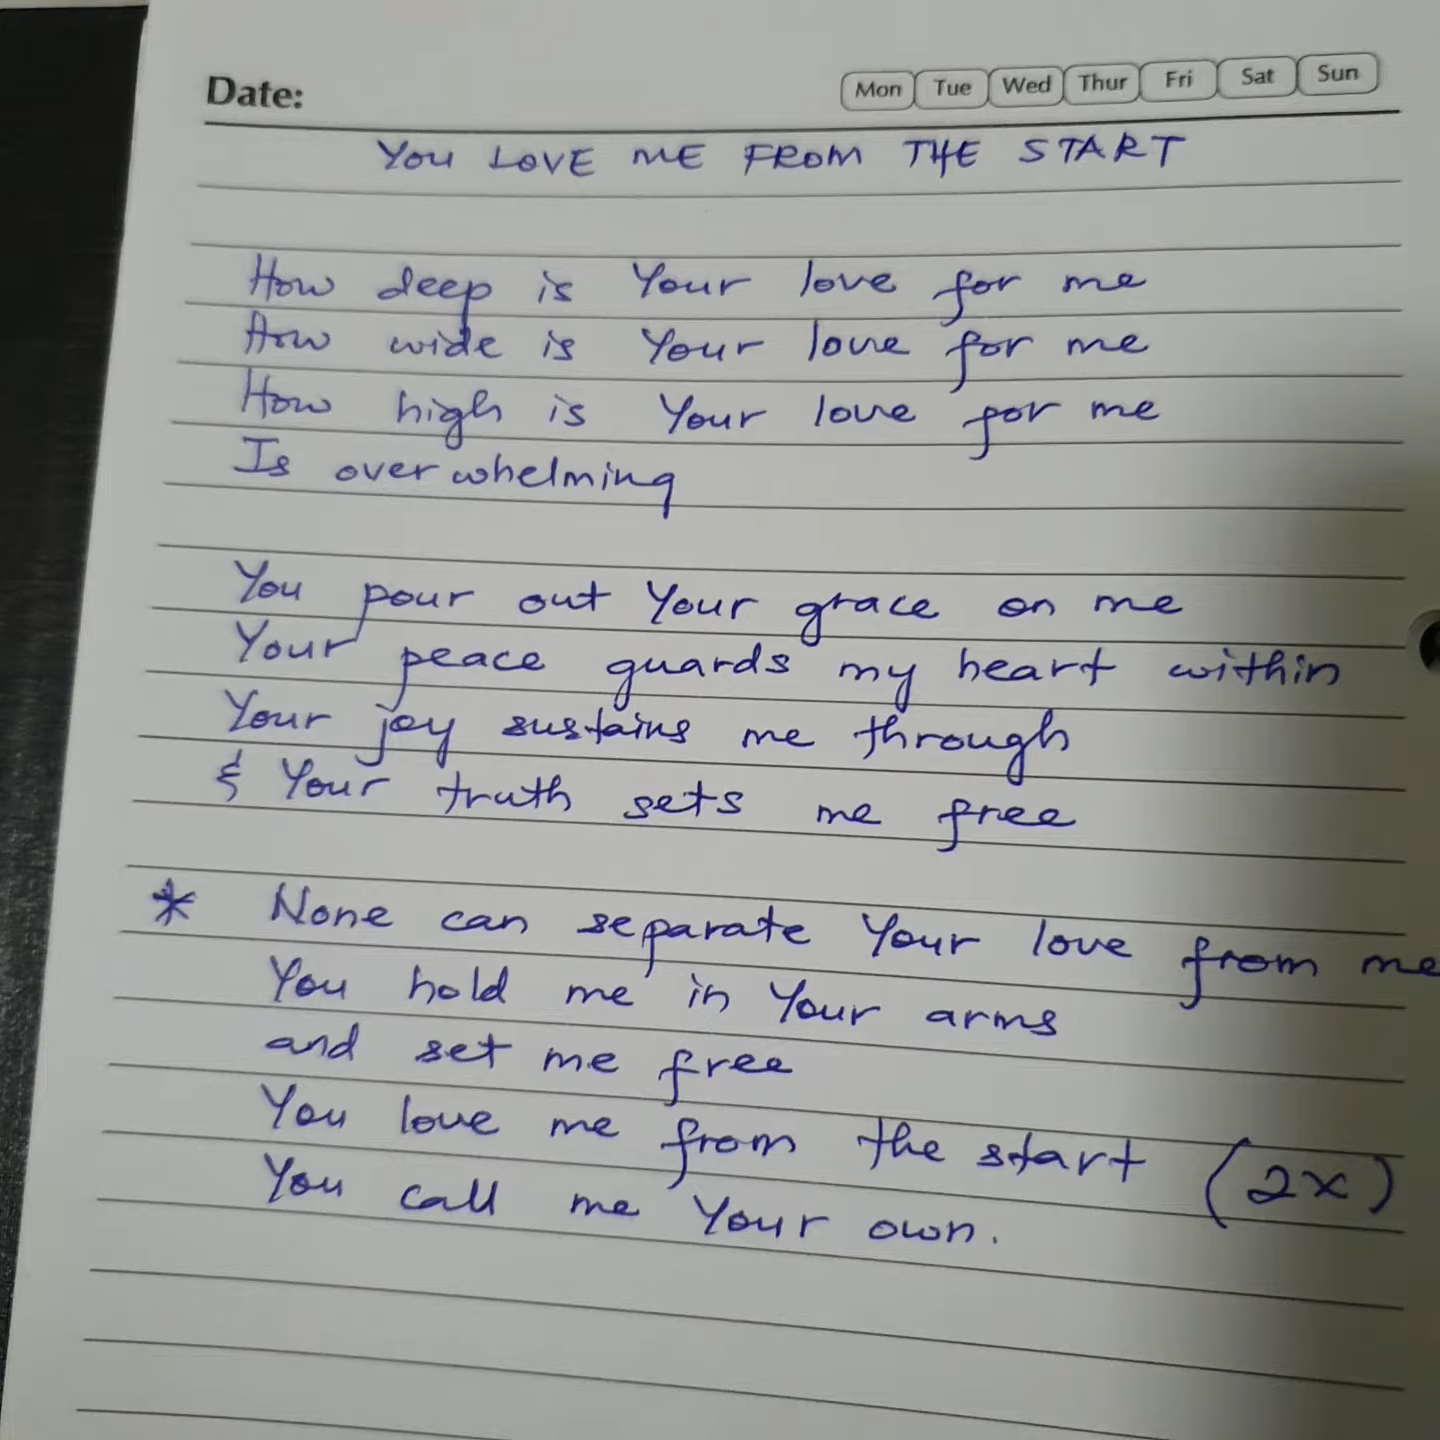 Date: Mon Tue Wed Thur Fri Sat Sun
YOU LOVE ME FROM THE START
How deep is Your love for me
How wide is Your love for me
How high is Your love for me
Is overwhelming
You pour out Your grace on me
Your peace guards my heart within
Your joy sustains me through
& Your truth sets me free
* None can separate Your love from me
You hold me in Your arms
and set me free
You love me from the start (2x)
You call me Your own.